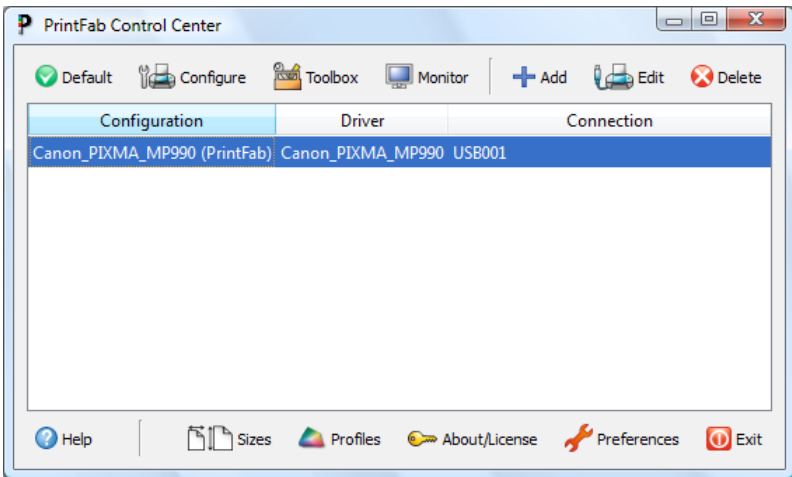 PrintFab Control Center
Default Configure Toolbox Monitor Add Edit Delete
Configuration Driver Connection
Canon_PIXMA_MP990 (PrintFab) Canon_PIXMA_MP990 USB001
Help Sizes Profiles About/License Preferences Exit